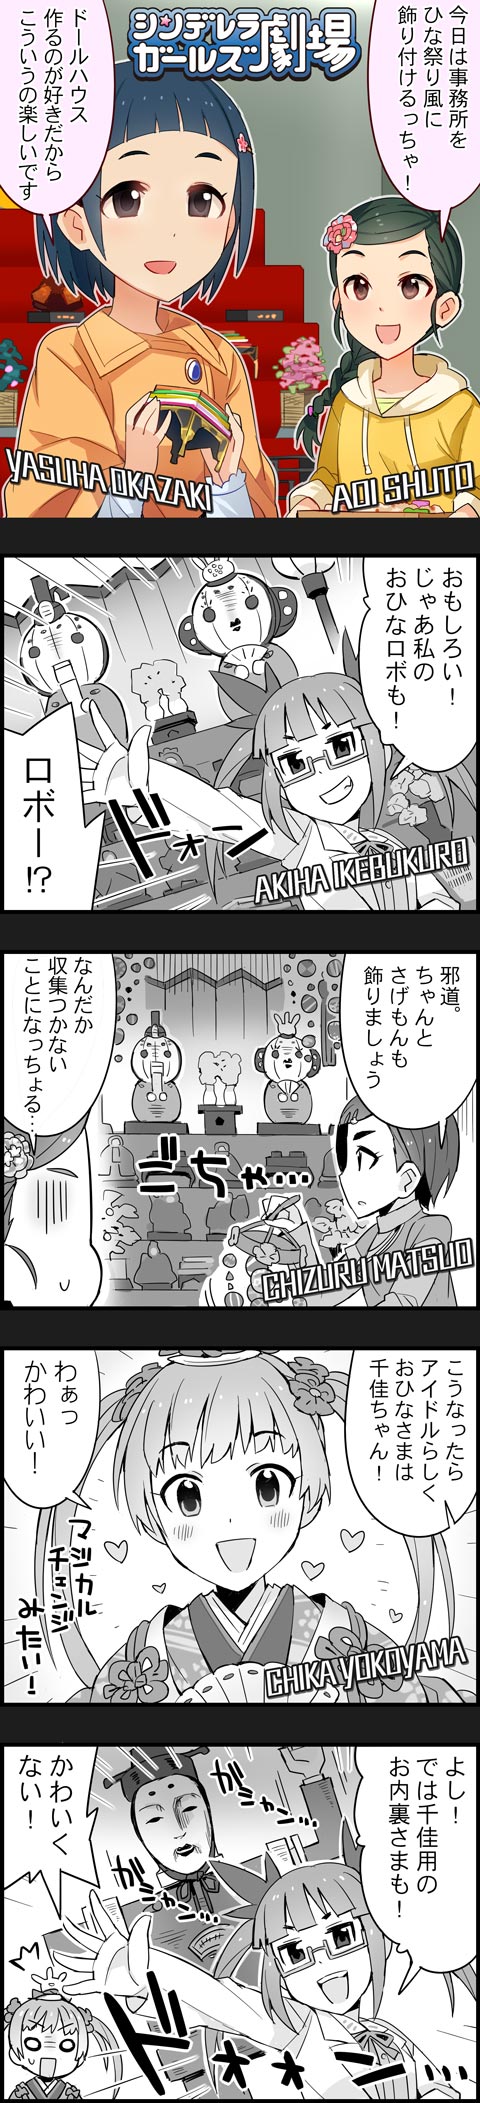 シンデレラ
ガールズ劇場
今日は事務所を
ひな祭り風に
飾り付けるっちゃ！
ドールハウス
作るのが好きだから
こういうの楽しいです
YASUHA OKAZAKI
AOI SHUTO
おもしろい！
じゃあ私の
おひなロボも！
ロボー!?
ドォン
AKIHA IKEBUKURO
邪道。
ちゃんと
さげもんも
飾りましょう
なんだか
収集つかない
ことになっちょる…
ごちゃ…
CHIZURU MATSUO
こうなったら
アイドルらしく
おひなさまは
千佳ちゃん！
わぁっ
かわいい！
マジカル
チェンジ
みたい！
CHIKA YOKOYAMA
よし！
では千佳用の
お内裏さまも！
ガシャン…
ガシャン…
かわいく
ない！
ドォォー…